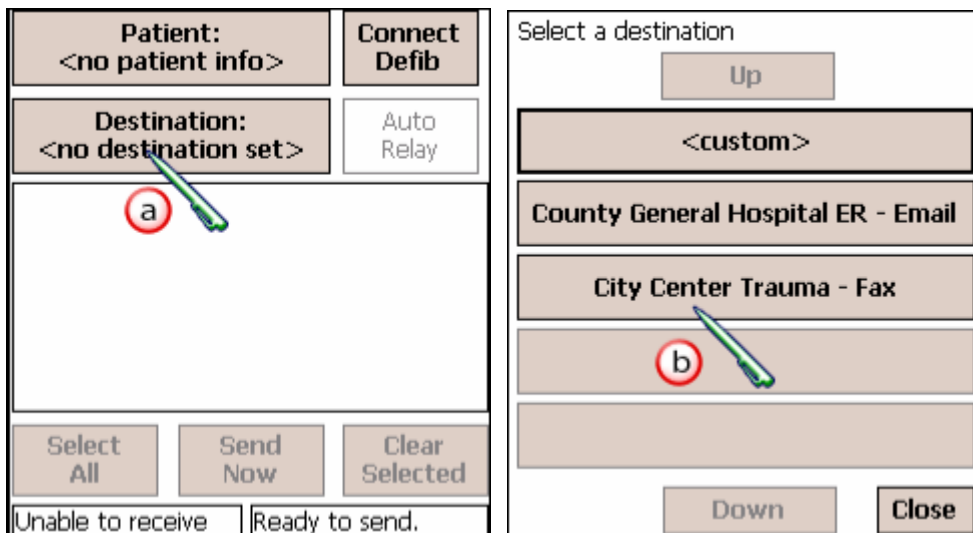 Patient:
<no patient info>
Connect
Defib
Destination:
<no destination set>
Auto
Relay
a
Select
All
Send
Now
Clear
Selected
Unable to receive
Ready to send.
Select a destination
Up
<custom>
County General Hospital ER - Email
City Center Trauma - Fax
b
Down
Close